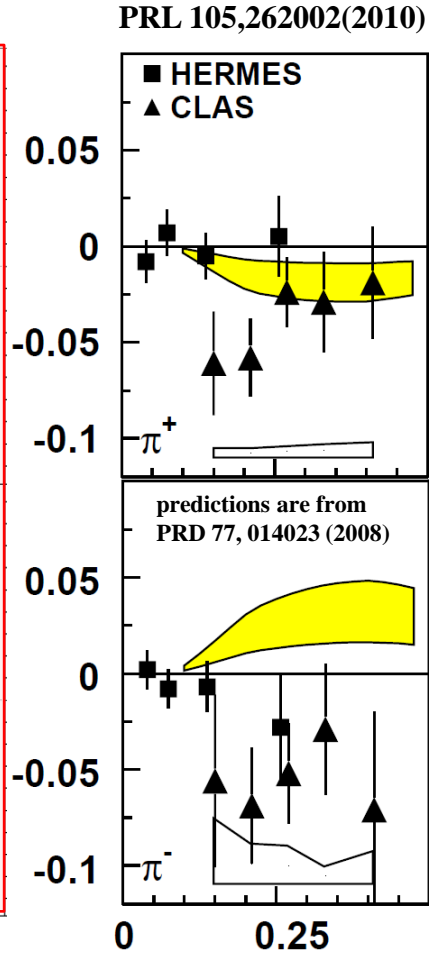 PRL 105,262002(2010)
HERMES
CLAS
0.05
0
-0.05
-0.1
π+
predictions are from
PRD 77, 014023 (2008)
0.05
0
-0.05
-0.1
π-
0 0.25